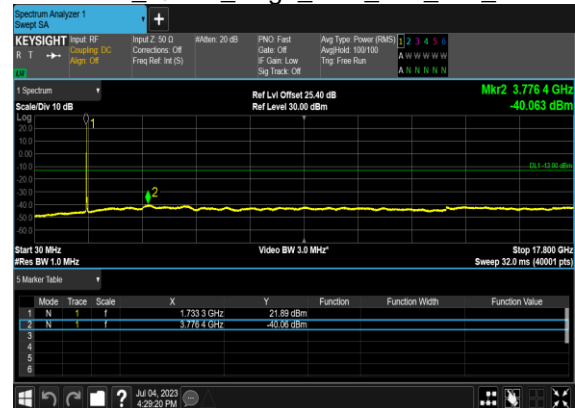 Spectrum Analyzer 1
Swept SA
+
KEYSIGHT Input: RF Input Z: 50 Ω #Atten: 20 dB PNO: Fast Avg Type: Power (RMS) 1 2 3 4 5 6
R T Coupling: DC Corrections: Off Gate: Off Avg|Hold: 100/100 A W W W W W
Align: Off Freq Ref: Int (S) IF Gain: Low Trig: Free Run
Sig Track: Off A N N N N N
1 Spectrum Ref Lvl Offset 25.40 dB Mkr2 3.776 4 GHz
Scale/Div 10 dB Ref Level 30.00 dBm -40.063 dBm
Log
1
20.0
10.0
0.00
-10.0
DL1 -13.00 dBm
-20.0
2
-30.0
-40.0
-50.0
-60.0
Start 30 MHz Video BW 3.0 MHz* Stop 17.800 GHz
#Res BW 1.0 MHz Sweep 32.0 ms (40001 pts)
5 Marker Table
Mode Trace Scale X Y Function Function Width Function Value
1 N 1 f 1.733 3 GHz 21.89 dBm
2 N 1 f 3.776 4 GHz -40.06 dBm
3
4
5
6
? Jul 04, 2023
4:29:20 PM